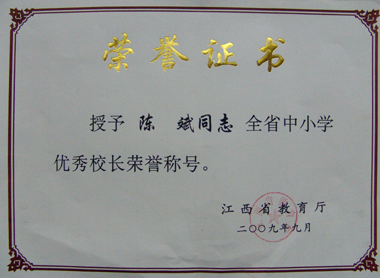 荣誉证书
授予 陈 斌同志 全省中小学
优秀校长荣誉称号。
江西省教育厅
二〇〇九年九月